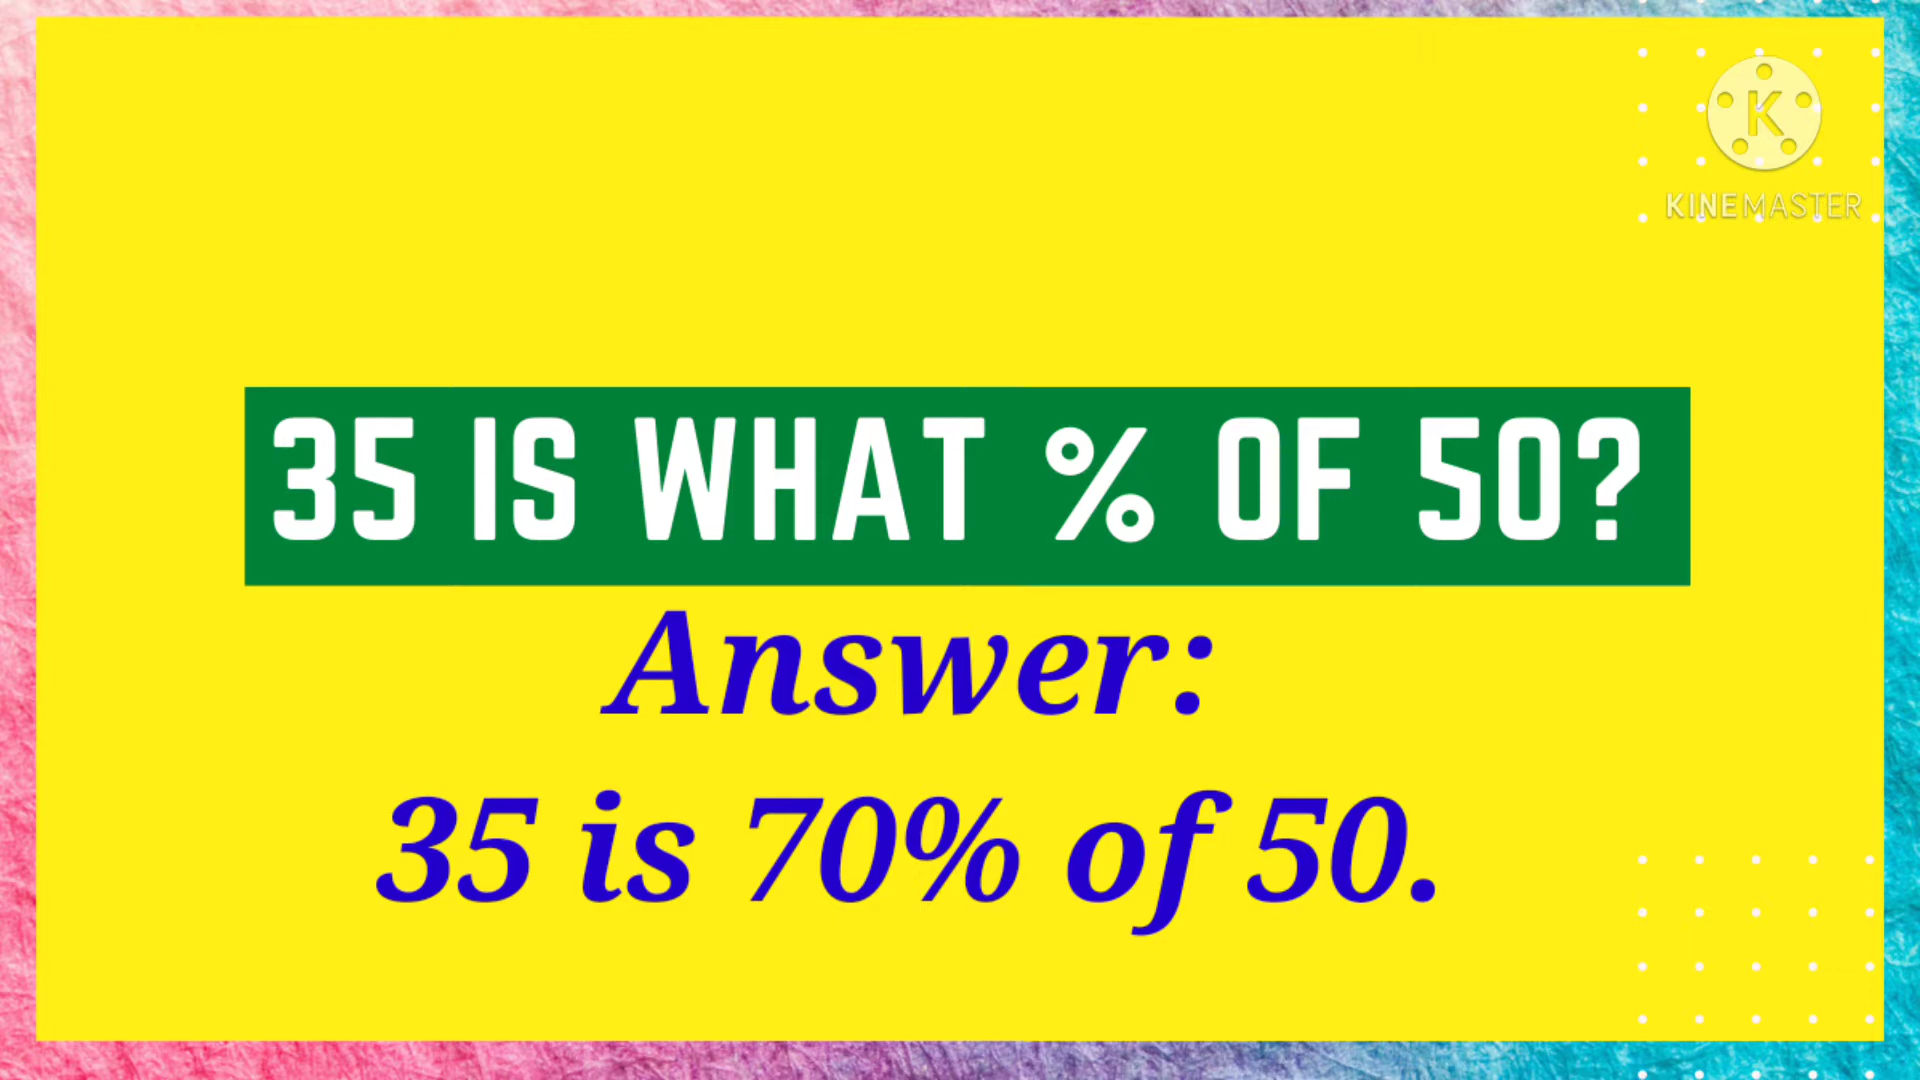 K
KINEMASTER
35 IS WHAT % OF 50?
Answer:
35 is 70% of 50.